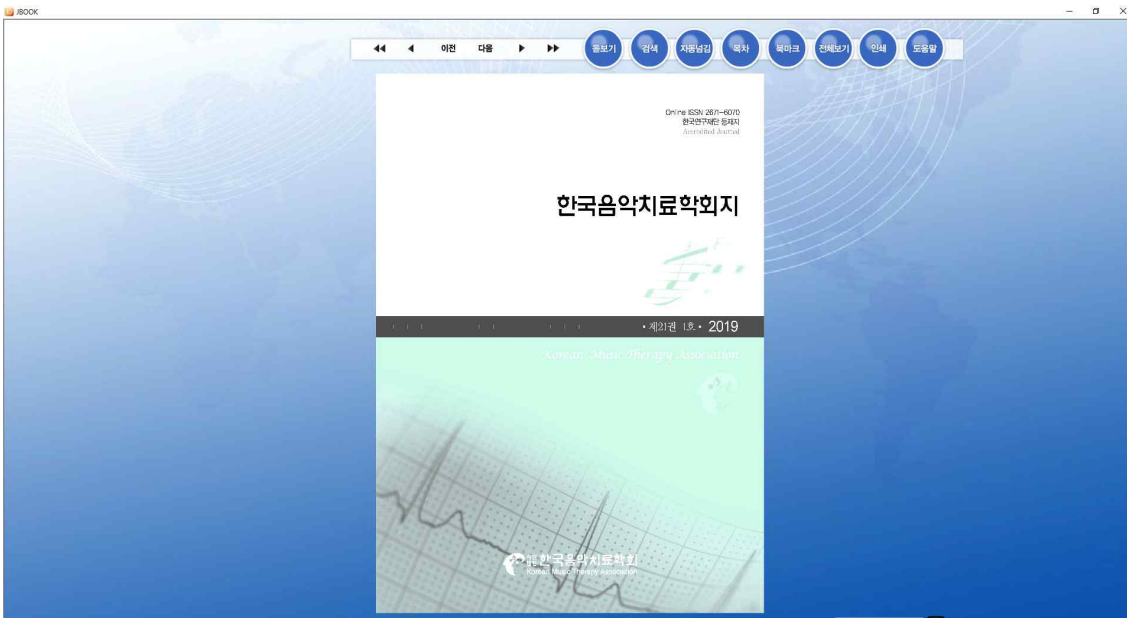 JBOOK
이전 다음 돋보기 검색 자동넘김 목차 북마크 전체보기 인쇄 도움말
Online ISSN 2671-6070
한국연구재단 등재지
Accredited Journal
한국음악치료학회지
• 제21권 1호 • 2019
Korean Music Therapy Association
한국음악치료학회
Korean Music Therapy Association